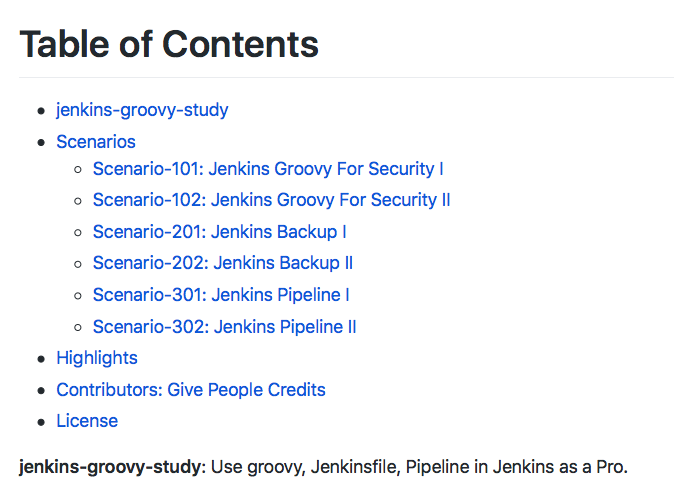 Table of Contents
jenkins-groovy-study
Scenarios
Scenario-101: Jenkins Groovy For Security I
Scenario-102: Jenkins Groovy For Security II
Scenario-201: Jenkins Backup I
Scenario-202: Jenkins Backup II
Scenario-301: Jenkins Pipeline I
Scenario-302: Jenkins Pipeline II
Highlights
Contributors: Give People Credits
License
jenkins-groovy-study: Use groovy, Jenkinsfile, Pipeline in Jenkins as a Pro.